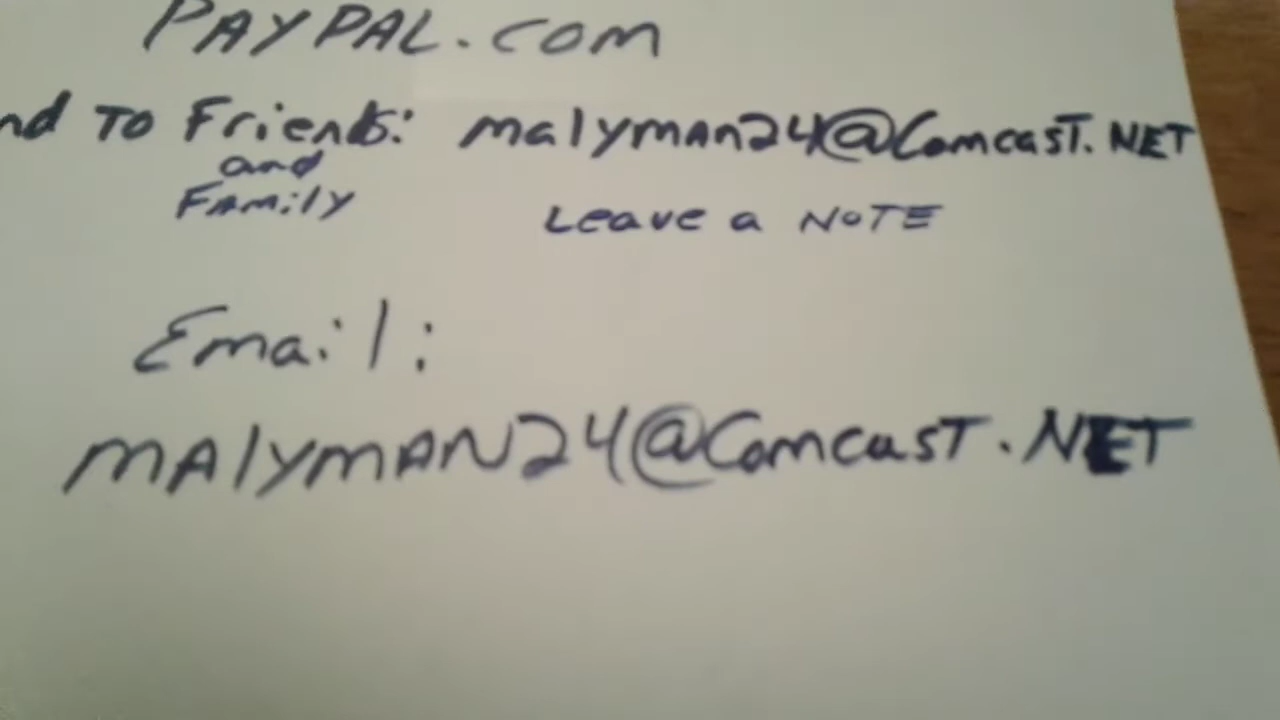 PAYPAL.com
nd To Friends: malyman24@Comcast.NET
and
Family
Leave a NOTE
Email:
MAlymAN24@Comcast.NET